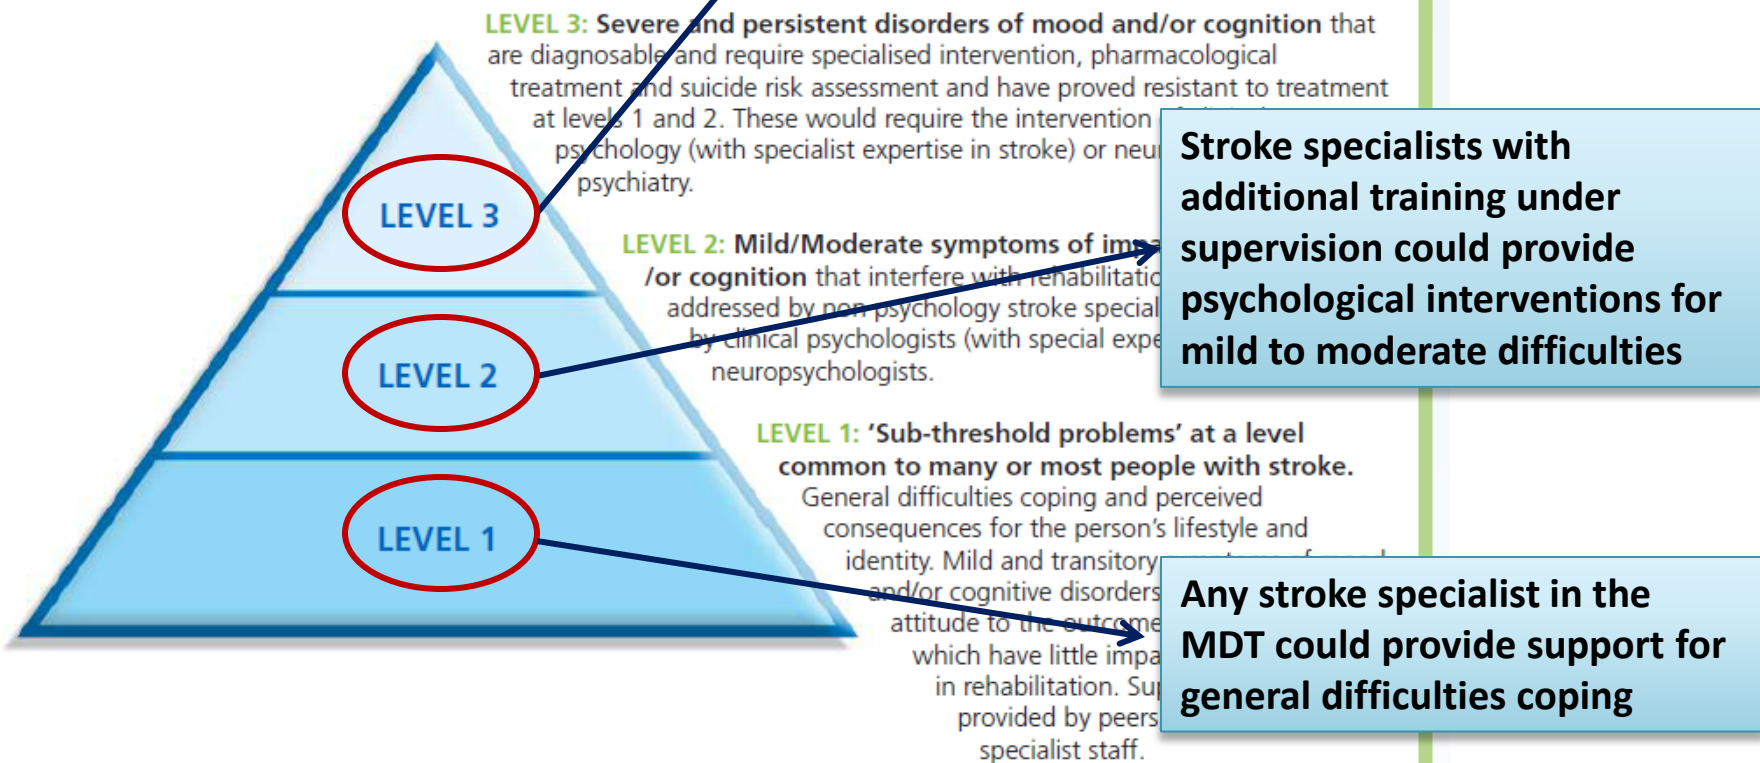 LEVEL 3: Severe and persistent disorders of mood and/or cognition that
are diagnosable and require specialised intervention, pharmacological
treatment and suicide risk assessment and have proved resistant to treatment
at levels 1 and 2. These would require the intervention
psychology (with specialist expertise in stroke) or
psychiatry.
LEVEL 3
LEVEL 2: Mild/Moderate symptoms of
/or cognition that interfere with
addressed by non psychology stroke
by clinical psychologists (with special
neuropsychologists.
LEVEL 2
Stroke specialists with
additional training under
supervision could provide
psychological interventions for
mild to moderate difficulties
LEVEL 1: ‘Sub-threshold problems’ at a level
common to many or most people with stroke.
General difficulties coping and perceived
consequences for the person’s lifestyle and
identity. Mild and transitory
and/or cognitive disorders
attitude to the outcome
which have little
in rehabilitation.
provided by peers
specialist staff.
LEVEL 1
Any stroke specialist in the
MDT could provide support for
general difficulties coping